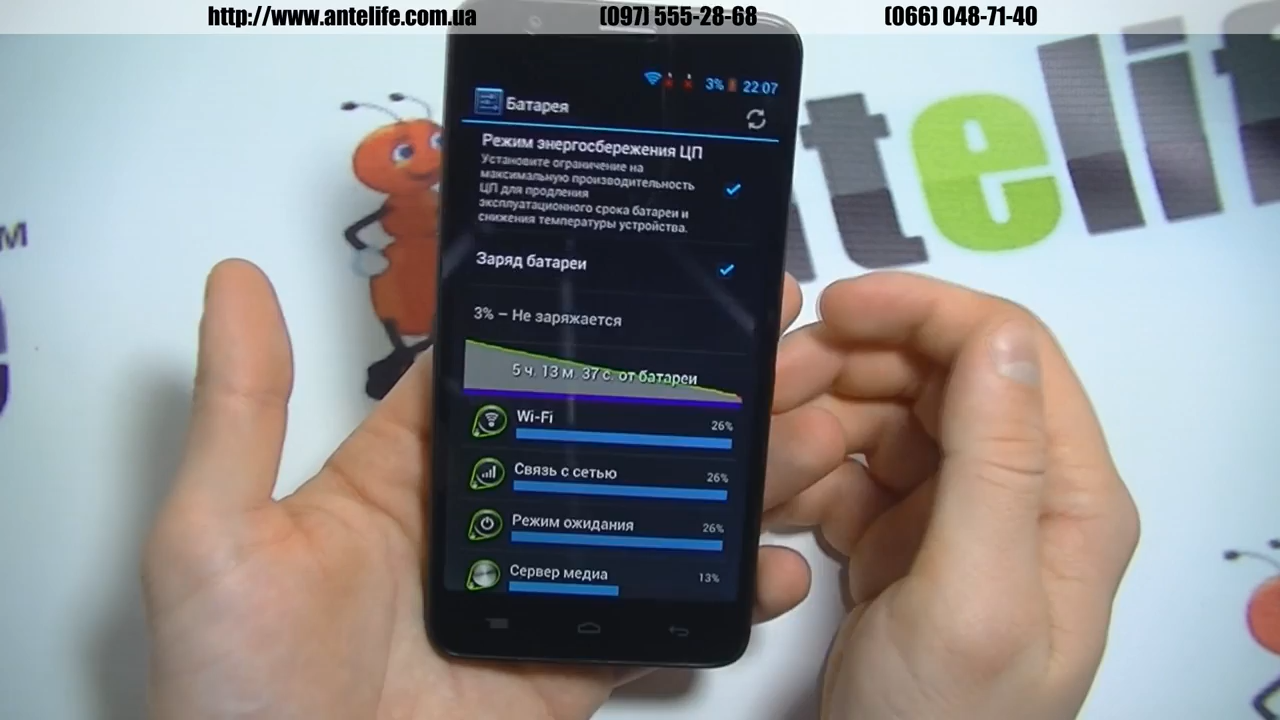 http://www.antelife.com.ua (097) 555-28-68 (066) 048-71-40
3% 22:07
Батарея
Режим энергосбережения ЦП
Установите ограничение на
максимальную производительность
ЦП для продления
эксплуатационного срока батареи и
снижения температуры устройства.
Заряд батареи
3% – Не заряжается
5 ч. 13 м. 37 с. от батареи
Wi-Fi 26%
Связь с сетью 26%
Режим ожидания 26%
Сервер медиа 13%